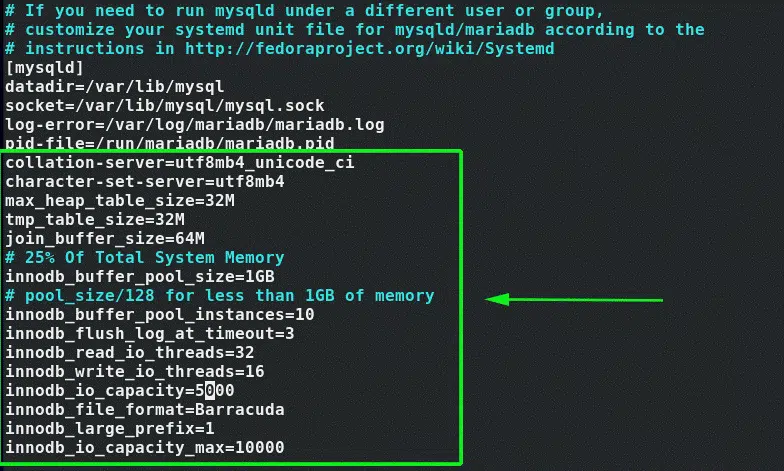 # If you need to run mysqld under a different user or group,
# customize your systemd unit file for mysqld/mariadb according to the
# instructions in http://fedoraproject.org/wiki/Systemd
[mysqld]
datadir=/var/lib/mysql
socket=/var/lib/mysql/mysql.sock
log-error=/var/log/mariadb/mariadb.log
pid-file=/run/mariadb/mariadb.pid
collation-server=utf8mb4_unicode_ci
character-set-server=utf8mb4
max_heap_table_size=32M
tmp_table_size=32M
join_buffer_size=64M
# 25% Of Total System Memory
innodb_buffer_pool_size=1GB
# pool_size/128 for less than 1GB of memory
innodb_buffer_pool_instances=10
innodb_flush_log_at_timeout=3
innodb_read_io_threads=32
innodb_write_io_threads=16
innodb_io_capacity=5000
innodb_file_format=Barracuda
innodb_large_prefix=1
innodb_io_capacity_max=10000